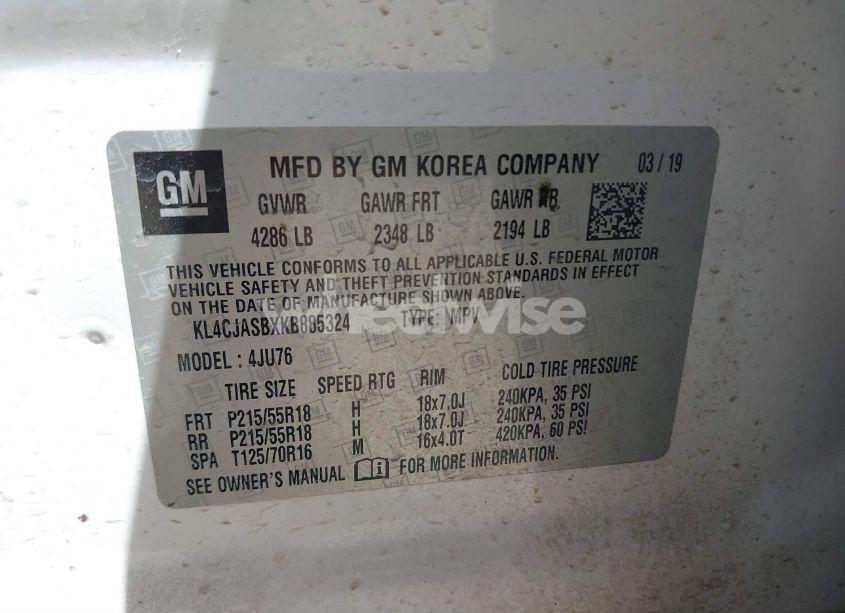 GM
MFD BY GM KOREA COMPANY 03 / 19
GVWR GAWR FRT GAWR RR
4286 LB 2348 LB 2194 LB
THIS VEHICLE CONFORMS TO ALL APPLICABLE U.S. FEDERAL MOTOR
VEHICLE SAFETY AND THEFT PREVENTION STANDARDS IN EFFECT
ON THE DATE OF MANUFACTURE SHOWN ABOVE.
KL4CJASBXKB885324 TYPE: MPV
MODEL : 4JU76
TIRE SIZE SPEED RTG RIM COLD TIRE PRESSURE
FRT P215/55R18 H 18x7.0J 240KPA, 35 PSI
RR P215/55R18 H 18x7.0J 240KPA, 35 PSI
SPA T125/70R16 M 16x4.0T 420KPA, 60 PSI
SEE OWNER'S MANUAL FOR MORE INFORMATION.